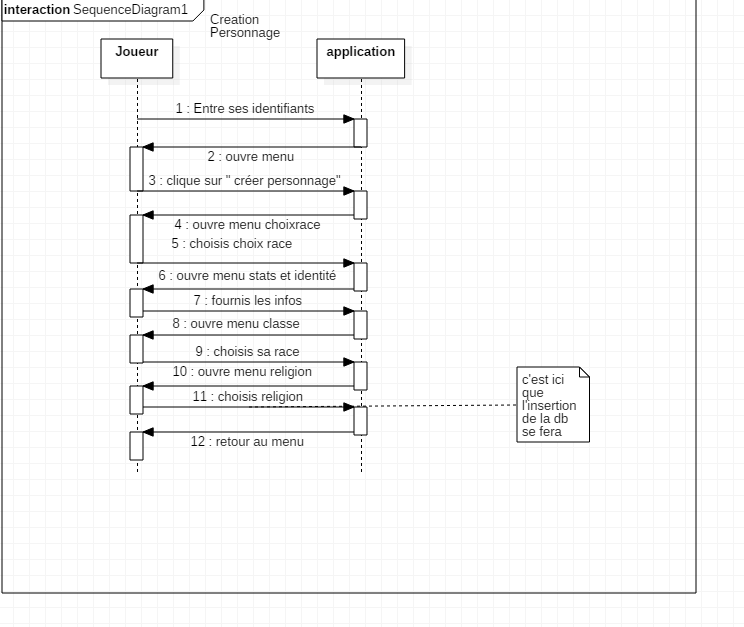 interaction SequenceDiagram1
Creation
Personnage
Joueur
application
1 : Entre ses identifiants
2 : ouvre menu
3 : clique sur " créer personnage"
4 : ouvre menu choixrace
5 : choisis choix race
6 : ouvre menu stats et identité
7 : fournis les infos
8 : ouvre menu classe
9 : choisis sa race
10 : ouvre menu religion
11 : choisis religion
12 : retour au menu
c'est ici
que
l'insertion
de la db
se fera